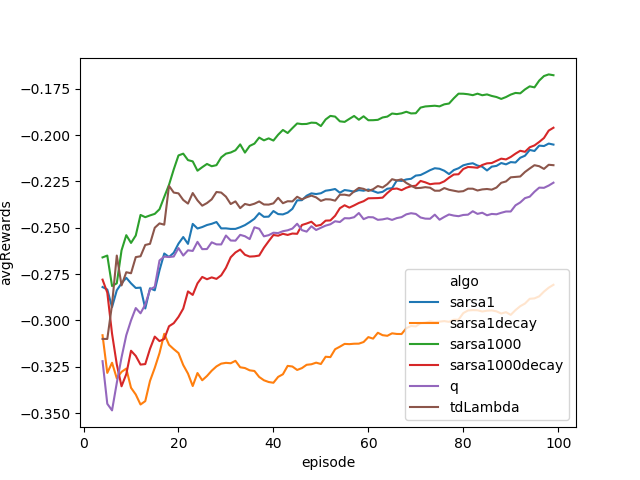 −0.175
−0.200
−0.225
−0.250
−0.275
−0.300
−0.325
−0.350
avgRewards
0
20
40
60
80
100
episode
algo
sarsa1
sarsa1decay
sarsa1000
sarsa1000decay
q
tdLambda